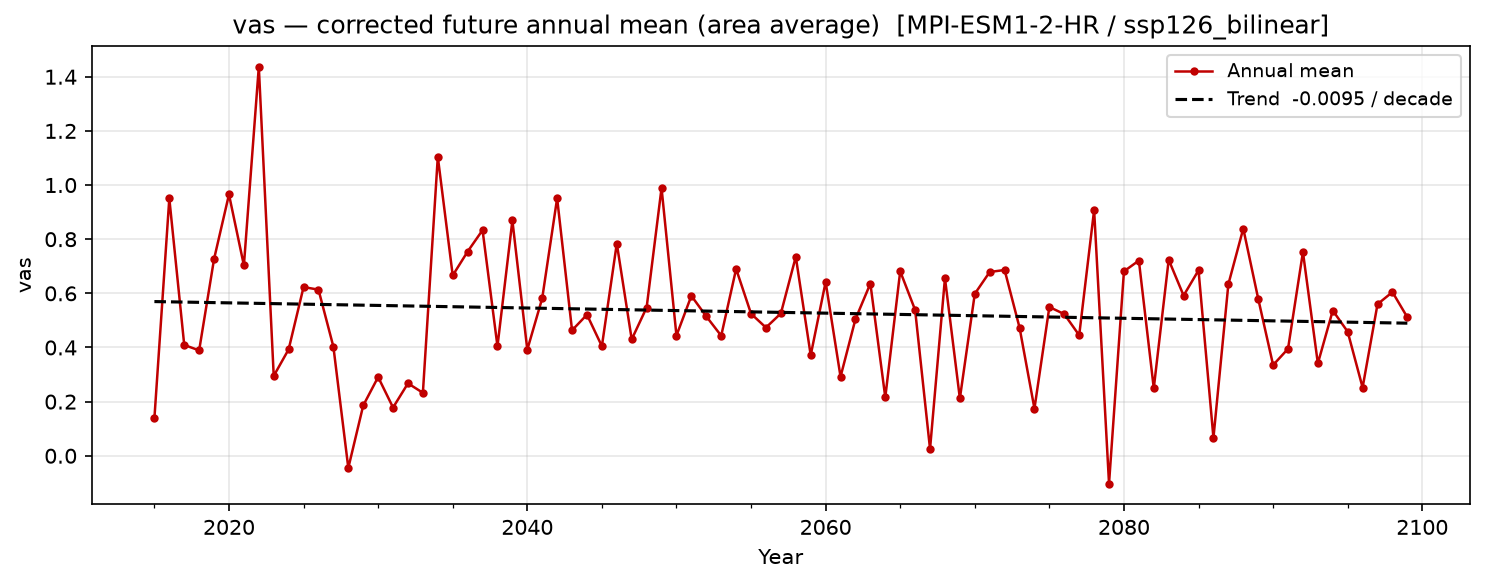 vas — corrected future annual mean (area average)  [MPI-ESM1-2-HR / ssp126_bilinear]
Annual mean
Trend  -0.0095 / decade
vas
1.4
1.2
1.0
0.8
0.6
0.4
0.2
0.0
2020
2040
2060
2080
2100
Year